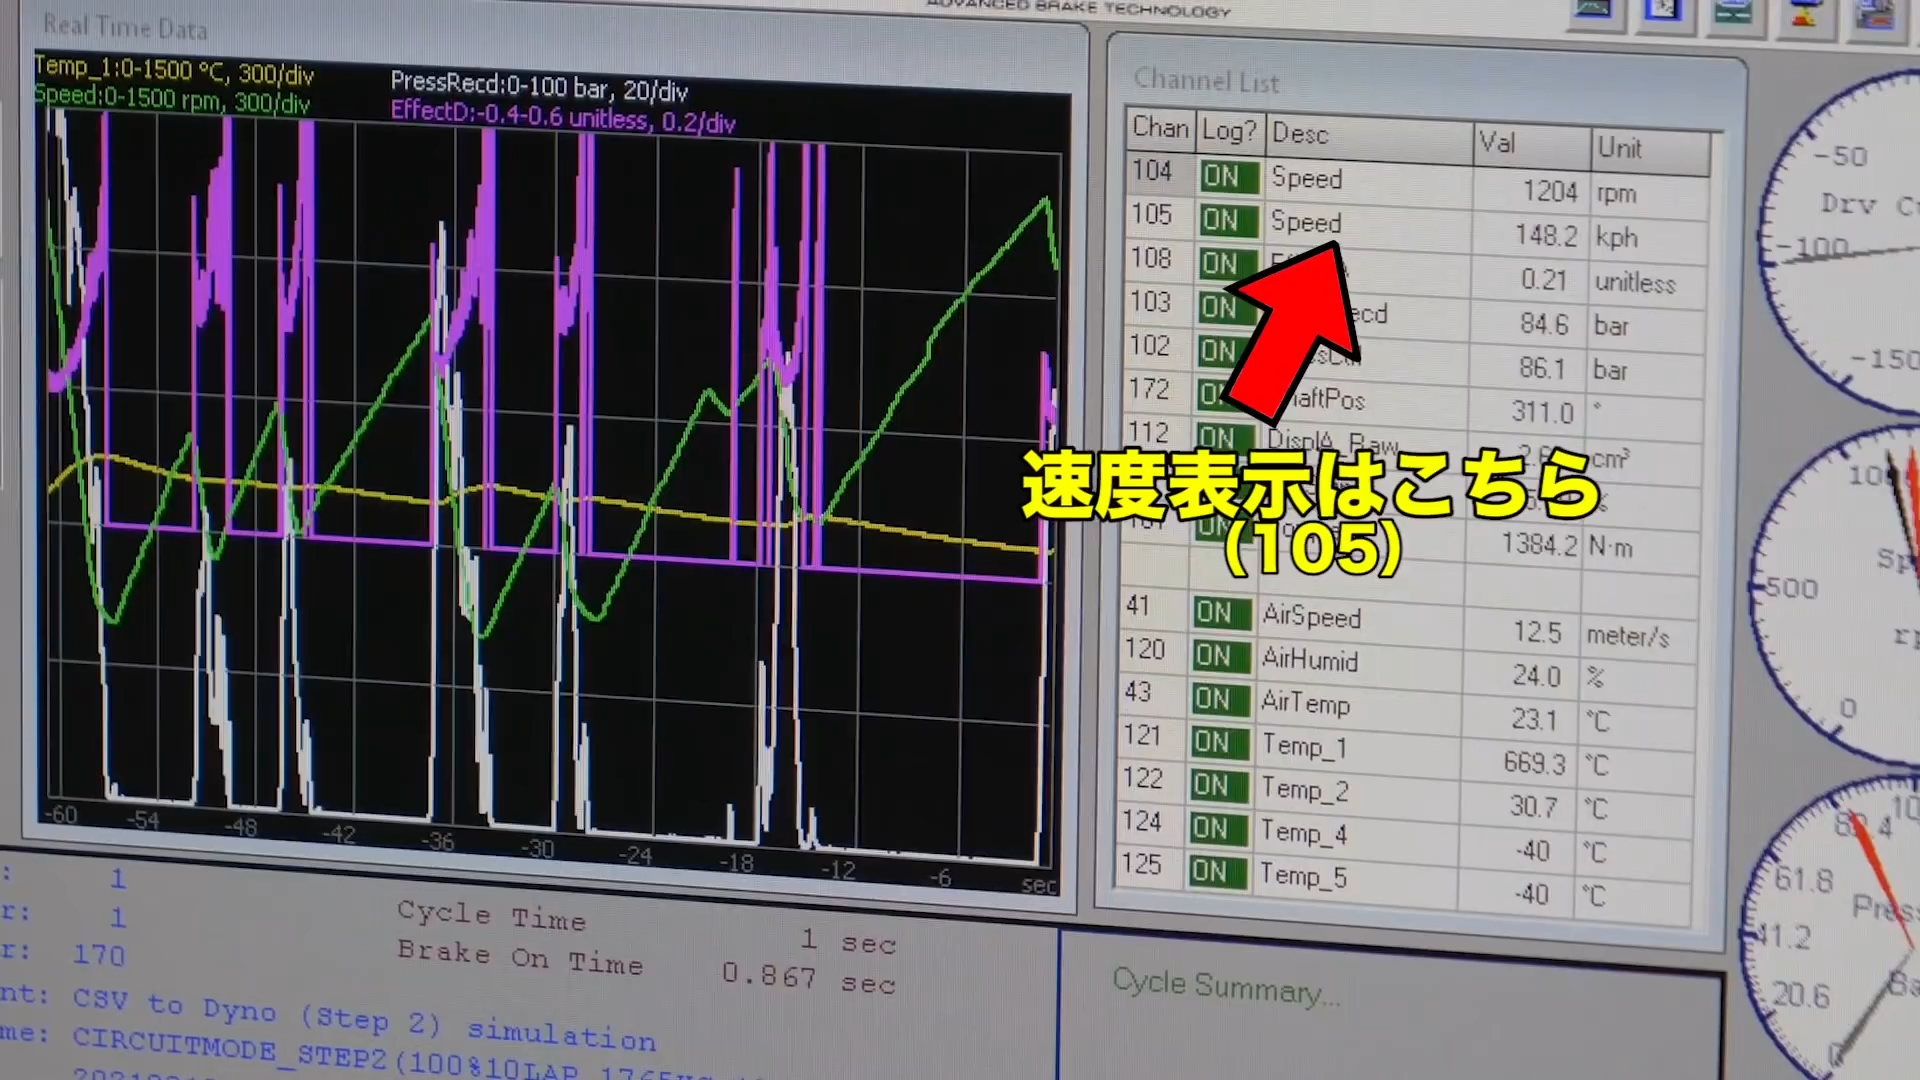 ADVANCED BRAKE TECHNOLOGY
Real Time Data
Temp_1:0-1500 °C, 300/div
Speed:0-1500 rpm, 300/div
PressRecd:0-100 bar, 20/div
EffectD:-0.4-0.6 unitless, 0.2/div
-60 -54 -48 -42 -36 -30 -24 -18 -12 -6 sec
Channel List
Chan Log? Desc Val Unit
104 ON Speed 1204 rpm
105 ON Speed 148.2 kph
108 ON 0.21 unitless
103 ON ecd 84.6 bar
102 ON 86.1 bar
172 ON haftPos 311.0 °
112 ON DisplA_Raw cm³
%
1384.2 N·m
速度表示はこちら
(105)
41 ON AirSpeed 12.5 meter/s
120 ON AirHumid 24.0 %
43 ON AirTemp 23.1 °C
121 ON Temp_1 669.3 °C
122 ON Temp_2 30.7 °C
124 ON Temp_4 -40 °C
125 ON Temp_5 -40 °C
-50
Drv C
-100
-150
500
0
61.8
41.2
20.6
0
: 1
r: 1
r: 170
Cycle Time 1 sec
Brake On Time 0.867 sec
nt: CSV to Dyno (Step 2) simulation
me: CIRCUITMODE_STEP2(100%10LAP
Cycle Summary...